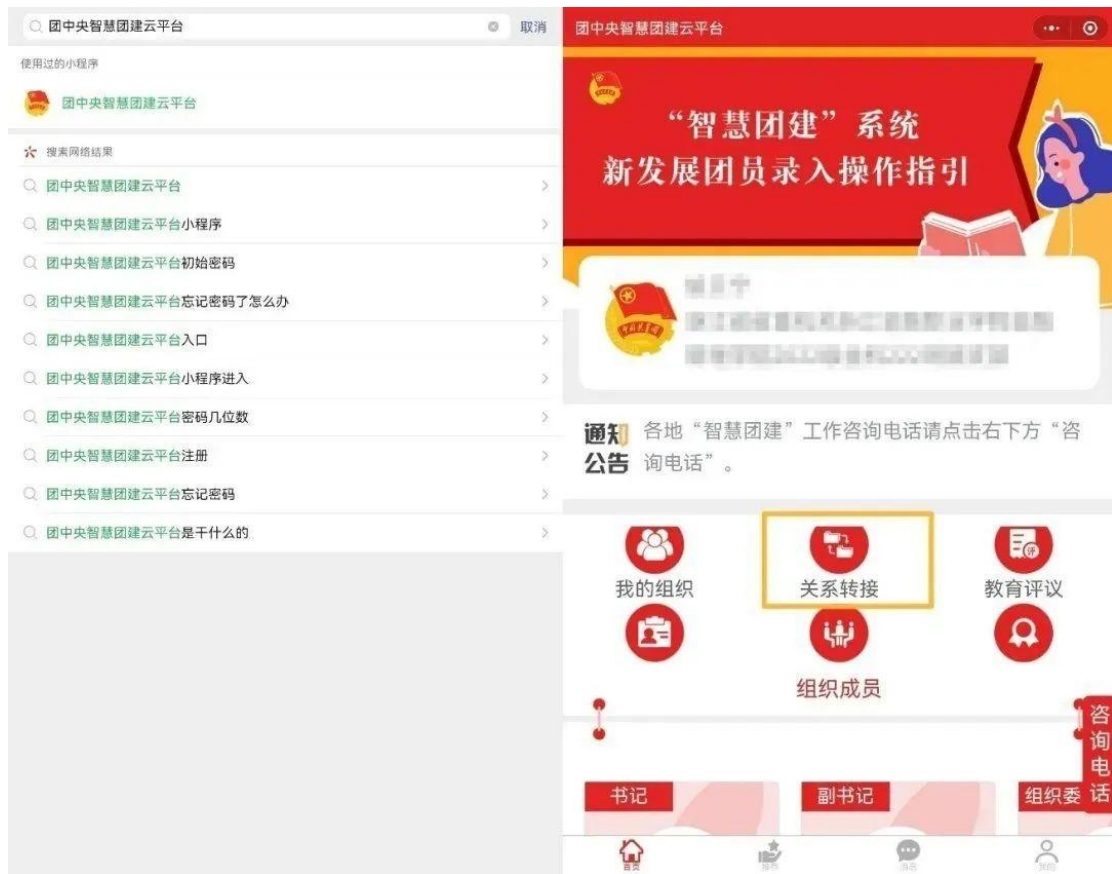 团中央智慧团建云平台
取消
使用过的小程序
团中央智慧团建云平台
搜索网络结果
团中央智慧团建云平台
团中央智慧团建云平台小程序
团中央智慧团建云平台初始密码
团中央智慧团建云平台忘记密码了怎么办
团中央智慧团建云平台入口
团中央智慧团建云平台小程序进入
团中央智慧团建云平台密码几位数
团中央智慧团建云平台注册
团中央智慧团建云平台忘记密码
团中央智慧团建云平台是干什么的
团中央智慧团建云平台
“智慧团建”系统
新发展团员录入操作指引
中国共青团
通知
公告
各地“智慧团建”工作咨询电话请点击右下方“咨
询电话”。
我的组织
关系转接
教育评议
评
组织成员
咨询电话
书记
副书记
组织委
首页
消息
我的